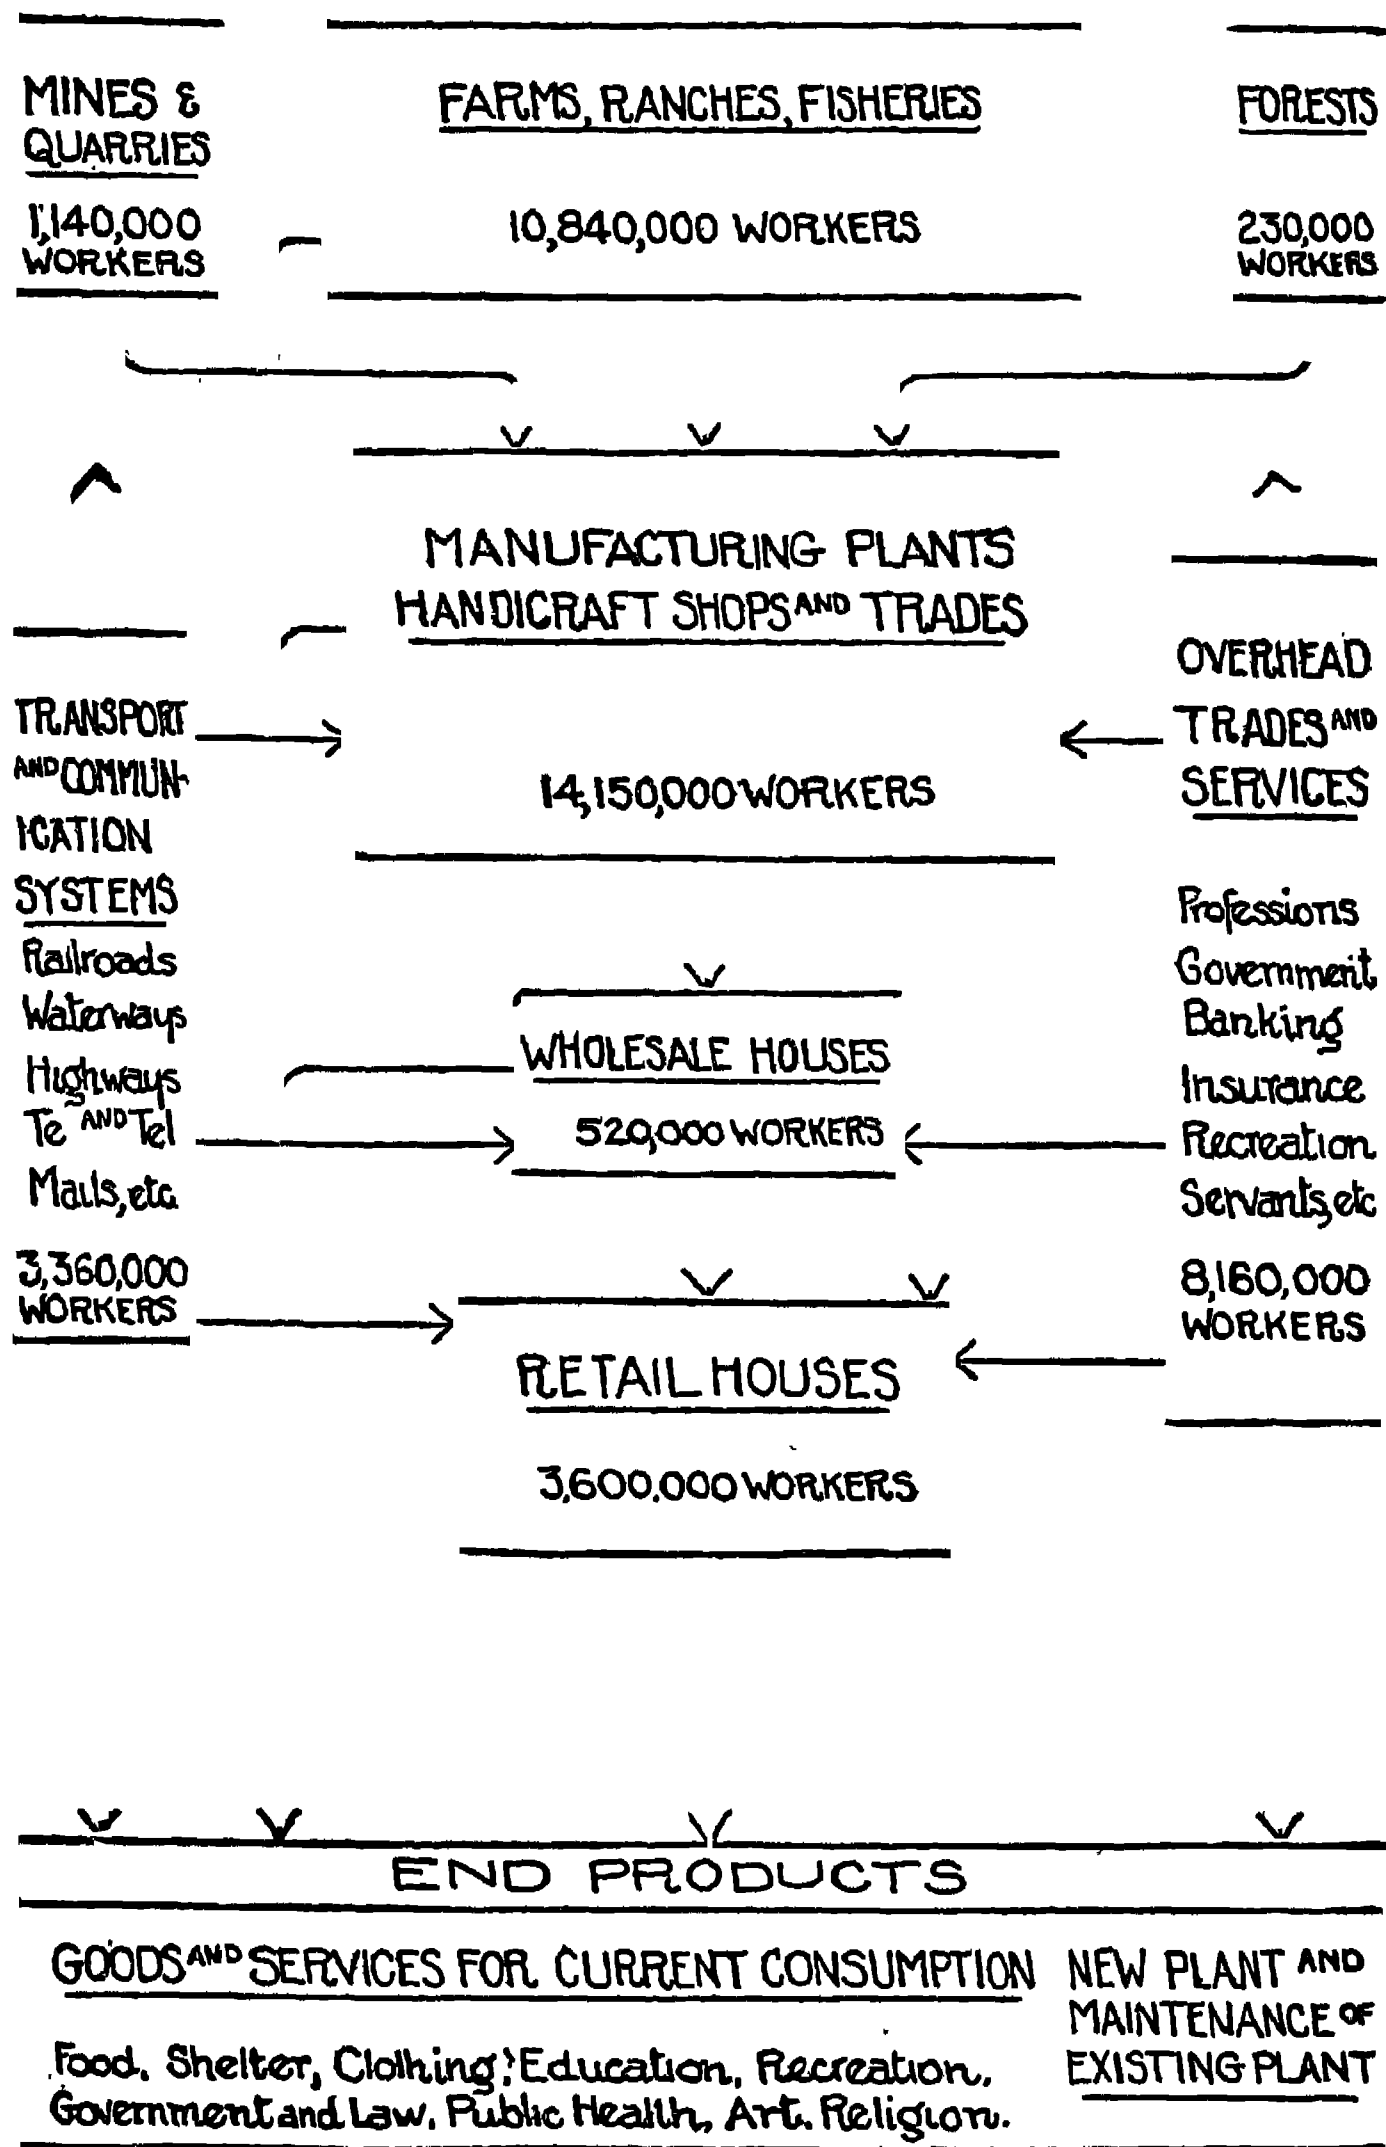 MINES &
QUARRIES
1,140,000
WORKERS
FARMS, RANCHES, FISHERIES
10,840,000 WORKERS
FORESTS
230,000
WORKERS
MANUFACTURING PLANTS
HANDICRAFT SHOPS AND TRADES
14,150,000 WORKERS
TRANSPORT
AND COMMUN-
ICATION
SYSTEMS
Railroads
Waterways
Highways
Te AND Tel
Mails, etc.
3,360,000
WORKERS
OVERHEAD
TRADES AND
SERVICES
Professions
Government
Banking
Insurance
Recreation
Servants, etc
8,160,000
WORKERS
WHOLESALE HOUSES
520,000 WORKERS
RETAIL HOUSES
3,600,000 WORKERS
END PRODUCTS
GOODS AND SERVICES FOR CURRENT CONSUMPTION
Food, Shelter, Clothing, Education, Recreation,
Government and Law, Public Health, Art, Religion.
NEW PLANT AND
MAINTENANCE OF
EXISTING PLANT